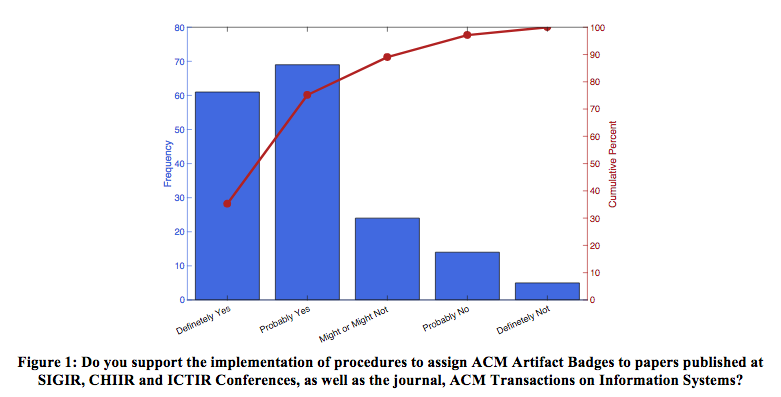 80
70
60
50
40
30
20
10
0
Frequency
100
90
80
70
60
50
40
30
20
10
0
Cumulative Percent
Definetely Yes
Probably Yes
Might or Might Not
Probably No
Definetely Not
Figure 1: Do you support the implementation of procedures to assign ACM Artifact Badges to papers published at
SIGIR, CHIIR and ICTIR Conferences, as well as the journal, ACM Transactions on Information Systems?